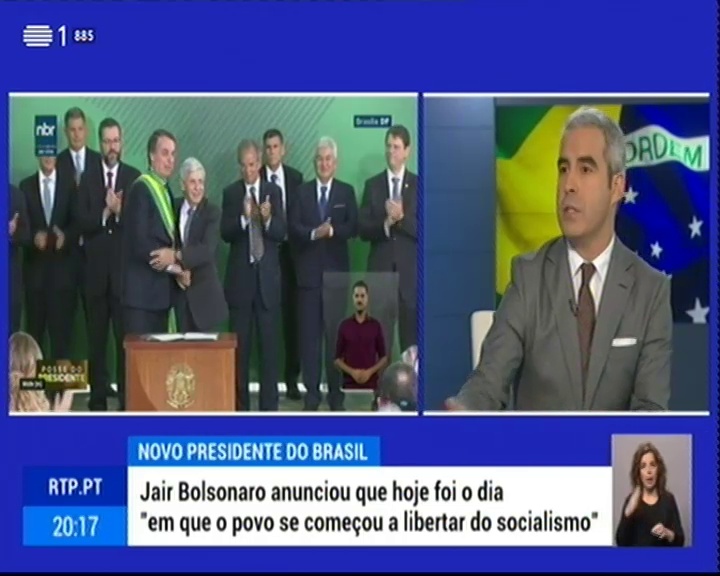 1 885
nbr
Brasília DF
ORDEM
POSSE DO
PRESIDENTE
NOVO PRESIDENTE DO BRASIL
RTP.PT
20:17
Jair Bolsonaro anunciou que hoje foi o dia
"em que o povo se começou a libertar do socialismo"